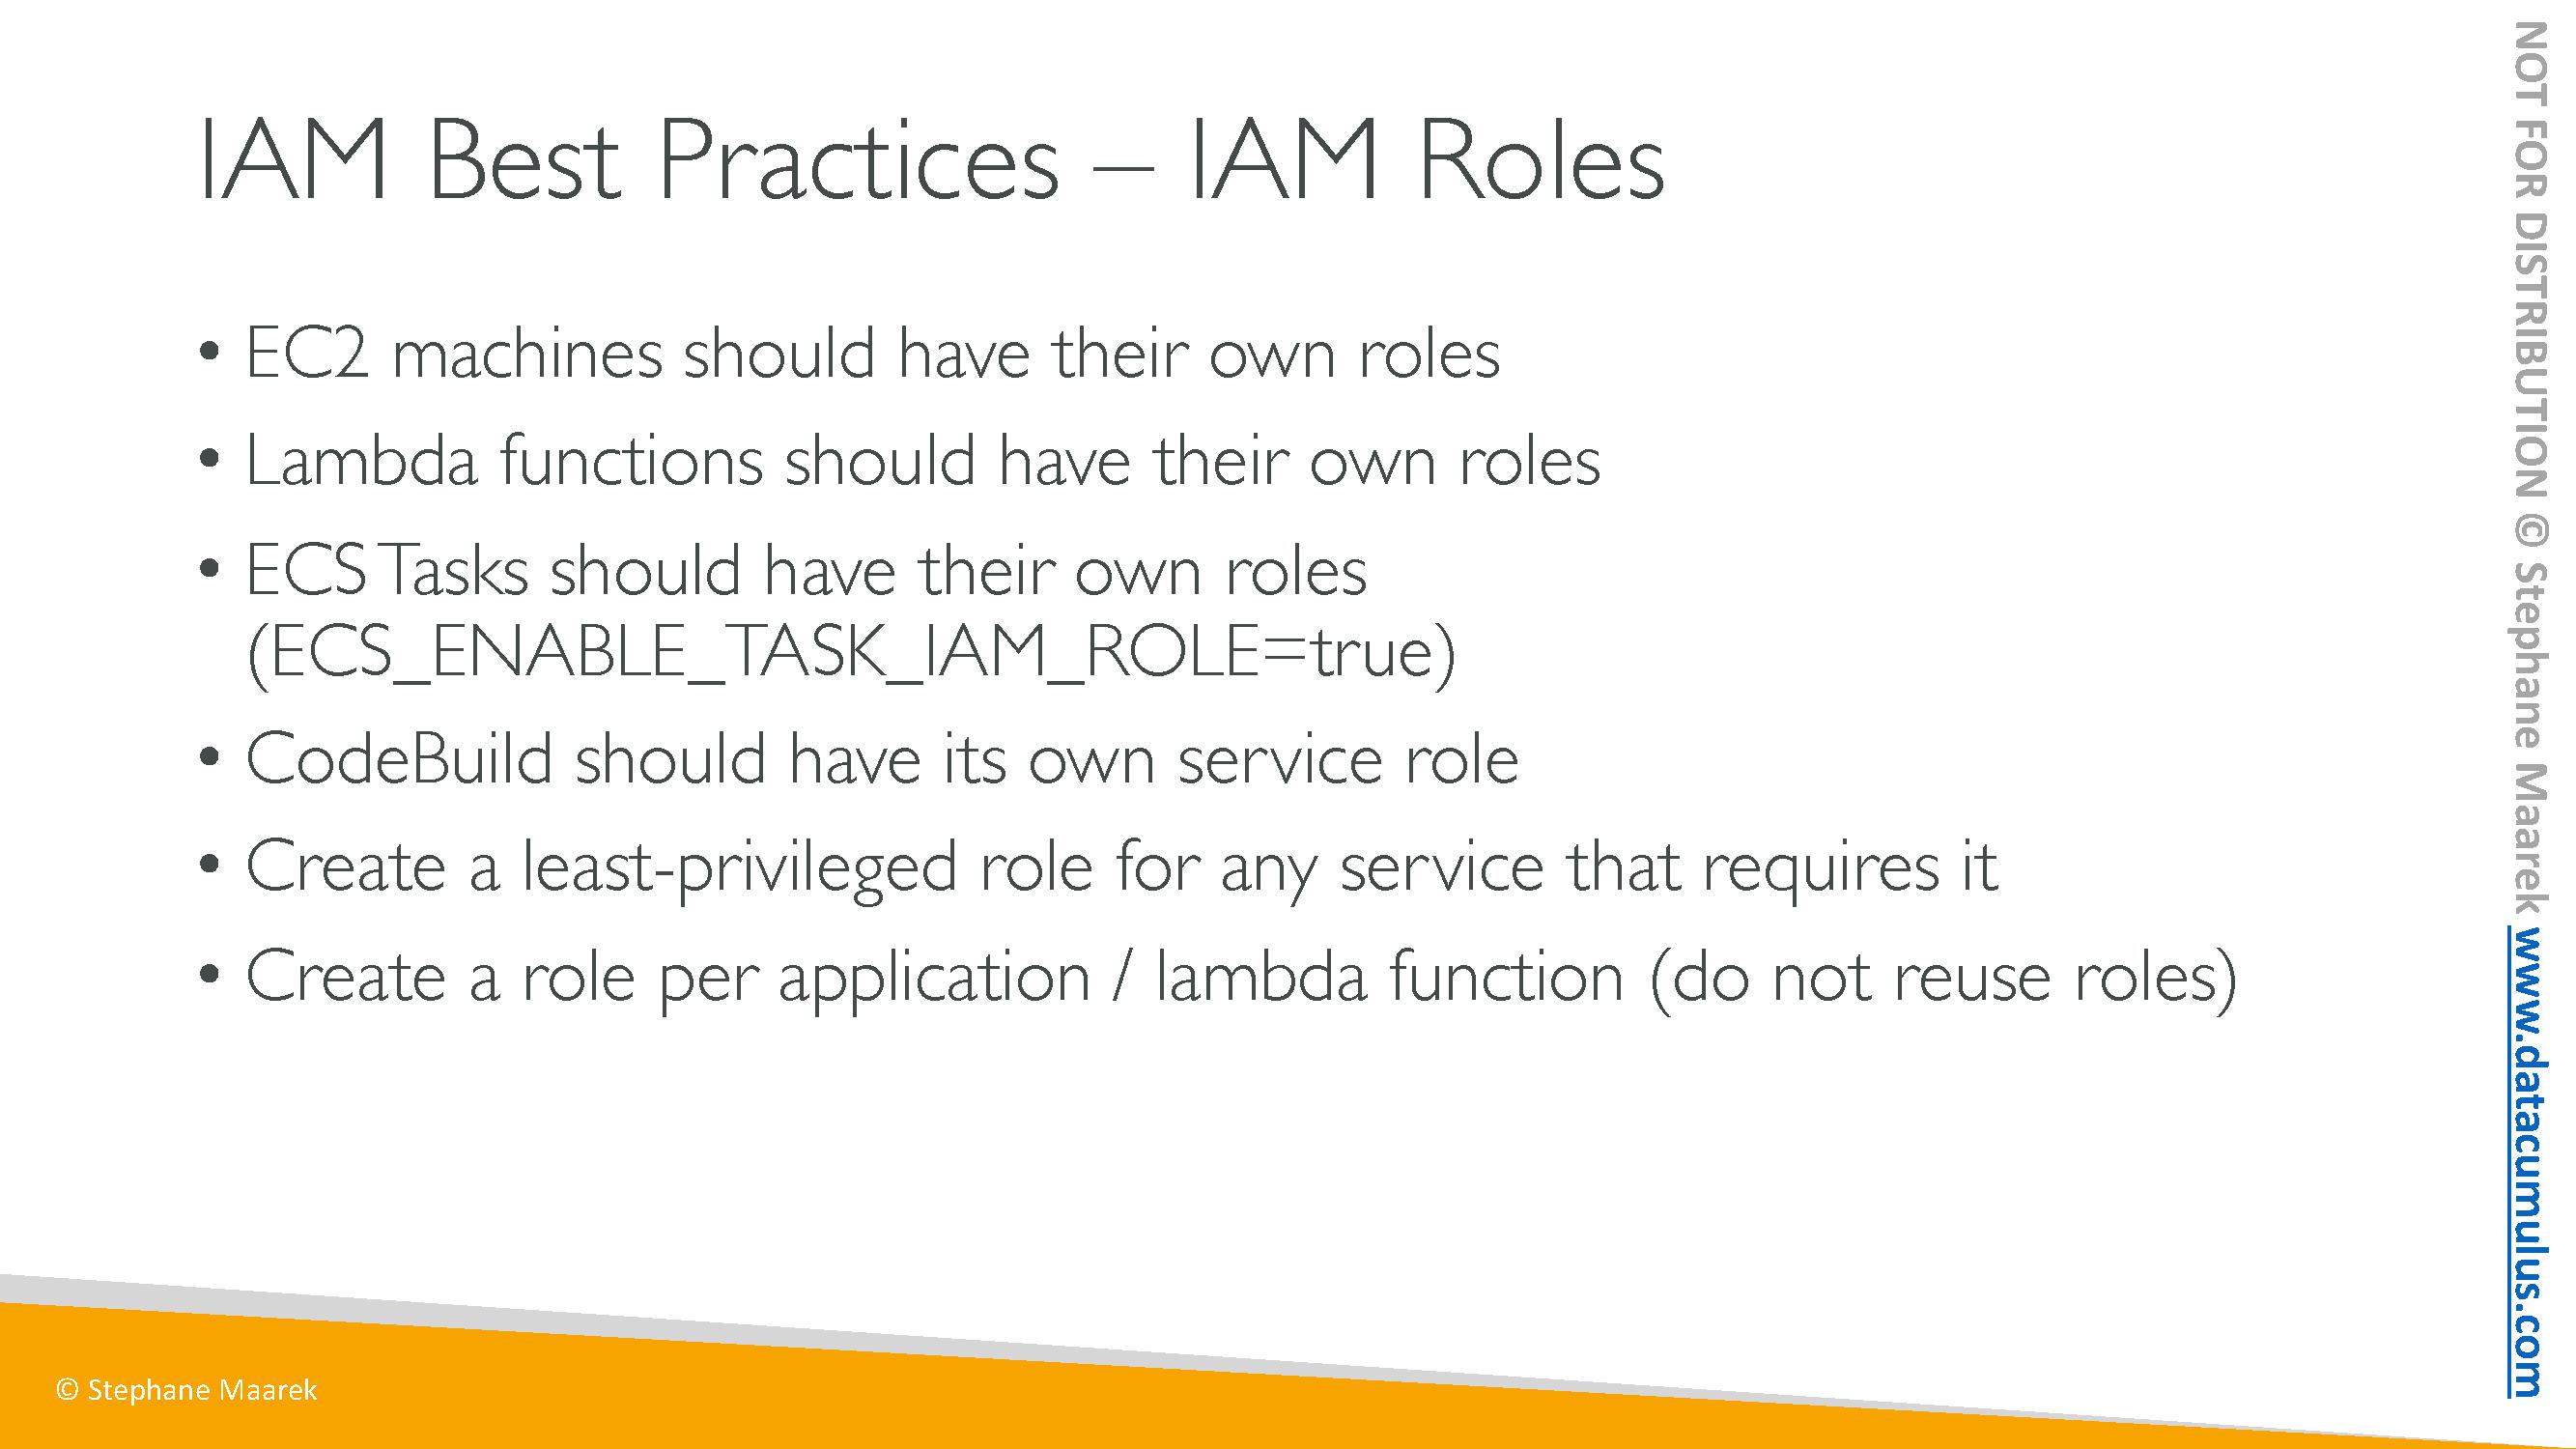 IAM Best Practices – IAM Roles
• EC2 machines should have their own roles
• Lambda functions should have their own roles
• ECS Tasks should have their own roles
(ECS_ENABLE_TASK_IAM_ROLE=true)
• CodeBuild should have its own service role
• Create a least-privileged role for any service that requires it
• Create a role per application / lambda function (do not reuse roles)
© Stephane Maarek
NOT FOR DISTRIBUTION © Stephane Maarek www.datacumulus.com